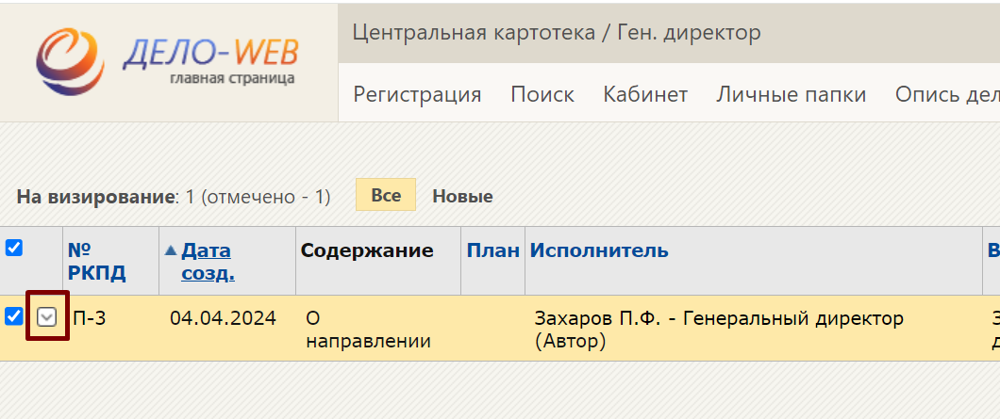 ДЕЛО-WEB
главная страница
Центральная картотека / Ген. директор
Регистрация Поиск Кабинет Личные папки Опись дел
На визирование: 1 (отмечено - 1) Все Новые
№ РКПД
Дата созд.
Содержание
План
Исполнитель
В
П-3
04.04.2024
О
направлении
Захаров П.Ф. - Генеральный директор
(Автор)